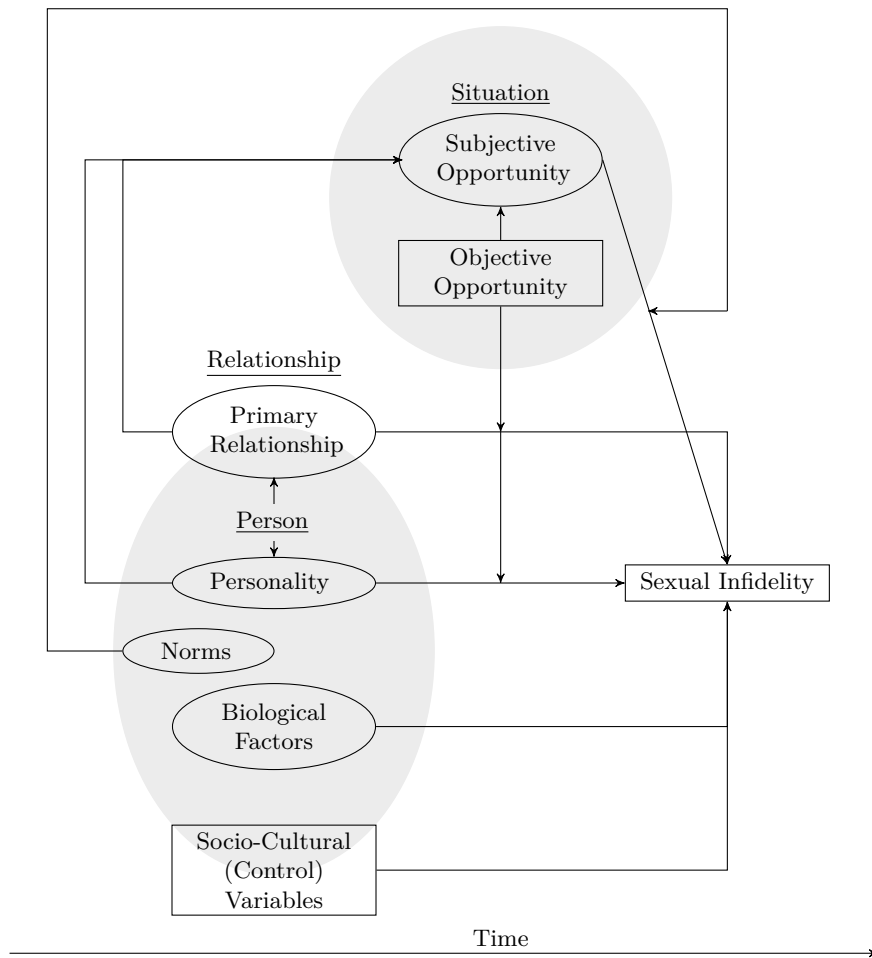 Situation
Subjective
Opportunity
Objective
Opportunity
Relationship
Primary
Relationship
Person
Personality
Sexual Infidelity
Norms
Biological
Factors
Socio-Cultural
(Control)
Variables
Time